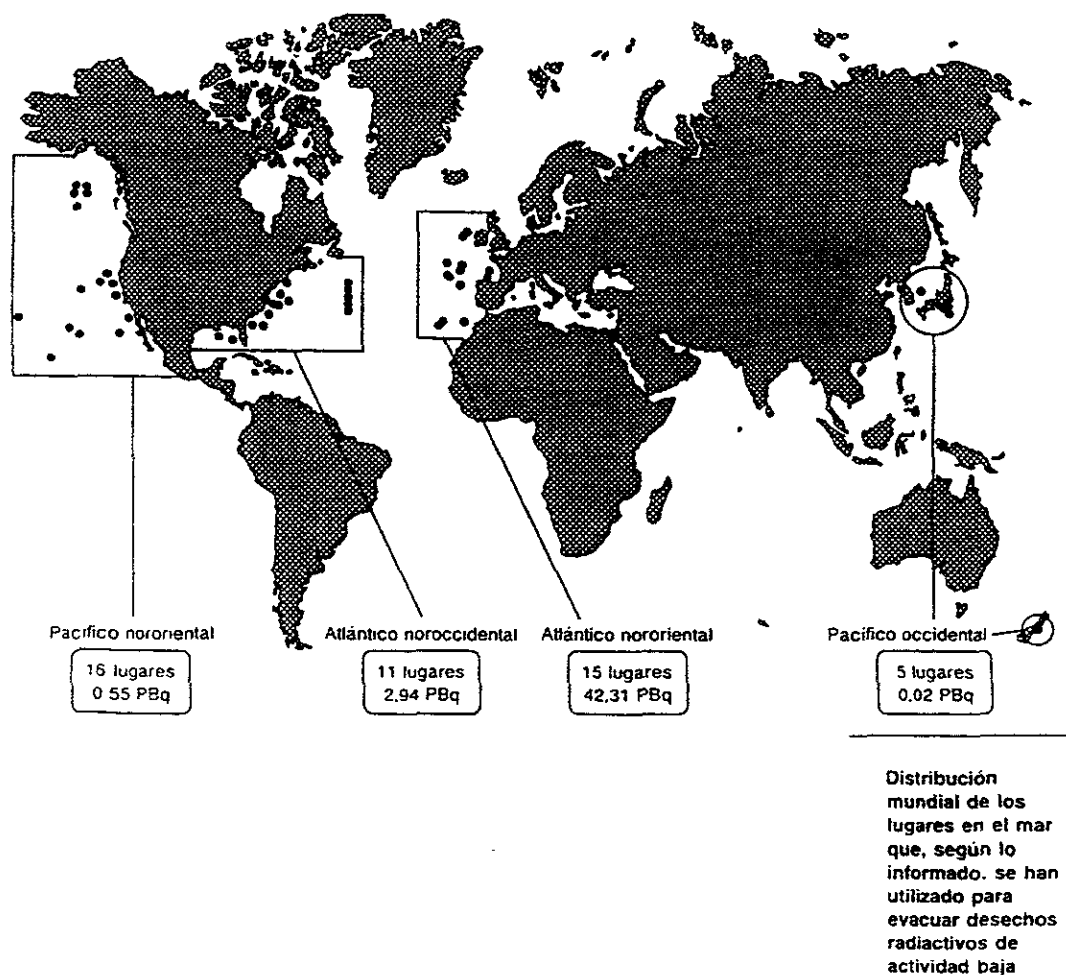 Pacífico nororiental
16 lugares
0 55 PBq
Atlántico noroccidental
11 lugares
2,94 PBq
Atlántico nororiental
15 lugares
42,31 PBq
Pacífico occidental
5 lugares
0,02 PBq
Distribución
mundial de los
lugares en el mar
que, según lo
informado. se han
utilizado para
evacuar desechos
radiactivos de
actividad baja